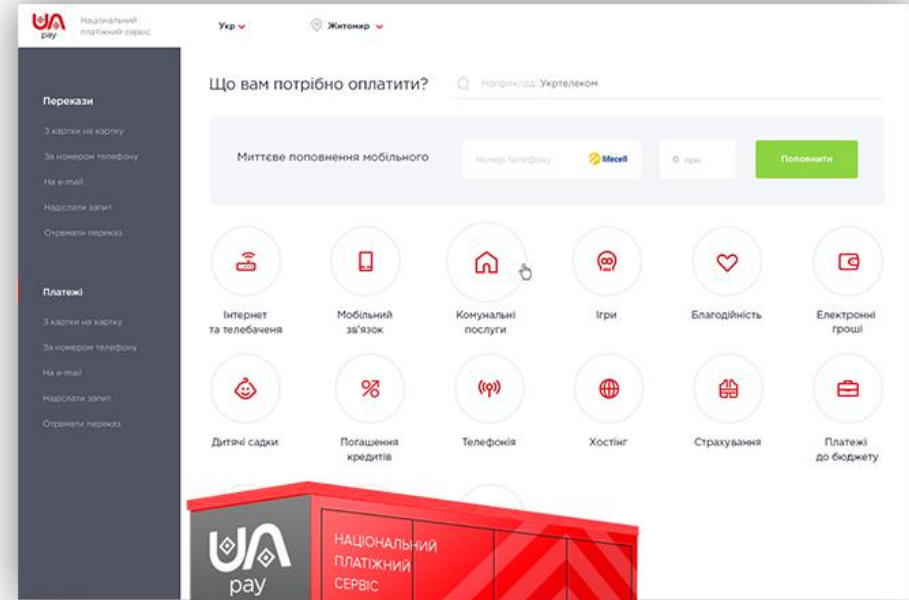 UA
pay
Національний
платіжний сервіс
Укр
Житомир
Перекази
З картки на картку
За номером телефону
На e-mail
Надіслати запит
Отримати переказ
Платежі
З картки на картку
За номером телефону
На e-mail
Надіслати запит
Отримати переказ
Що вам потрібно оплатити?
Наприклад, Укртелеком
Миттєве поповнення мобільного
Номер телефону
lifecell
0 грн
Поповнити
Інтернет
та телебаченя
Мобільний
зв'язок
Комунальні
послуги
Ігри
Благодійність
Електронні
гроші
Дитячі садки
Погашення
кредитів
Телефонія
Хостінг
Страхування
Платежі
до бюджету
UA
pay
НАЦІОНАЛЬНИЙ
ПЛАТІЖНИЙ
СЕРВІС